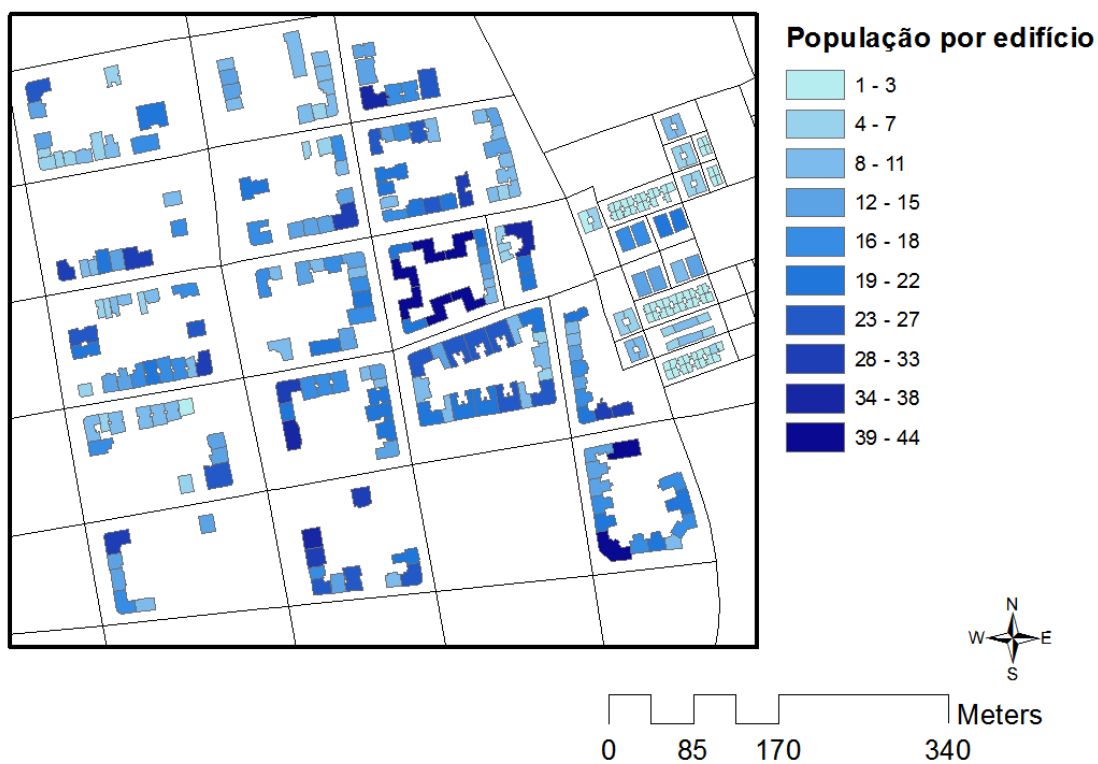 População por edifício
1 - 3
4 - 7
8 - 11
12 - 15
16 - 18
19 - 22
23 - 27
28 - 33
34 - 38
39 - 44
N
W E
S
Meters
0 85 170 340